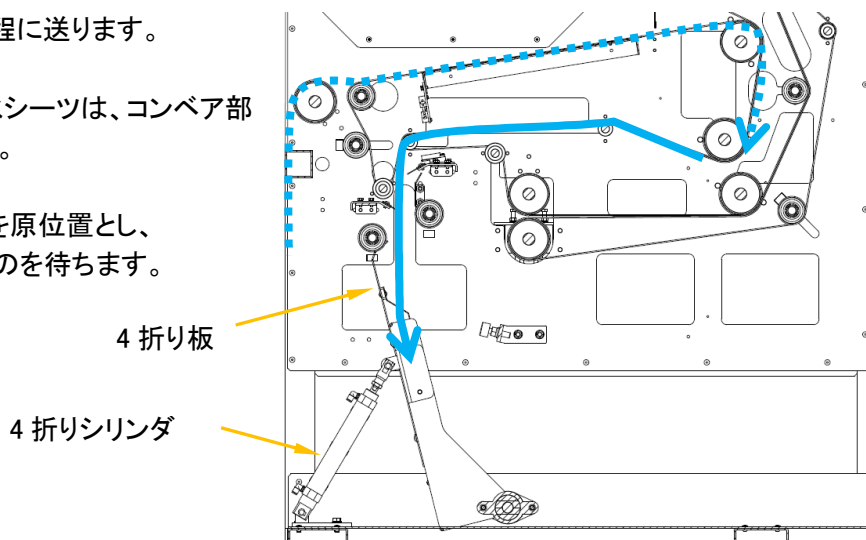 程に送ります。
シーツは、コンベア部
。
を原位置とし、
のを待ちます。
4 折り板
4 折りシリンダ